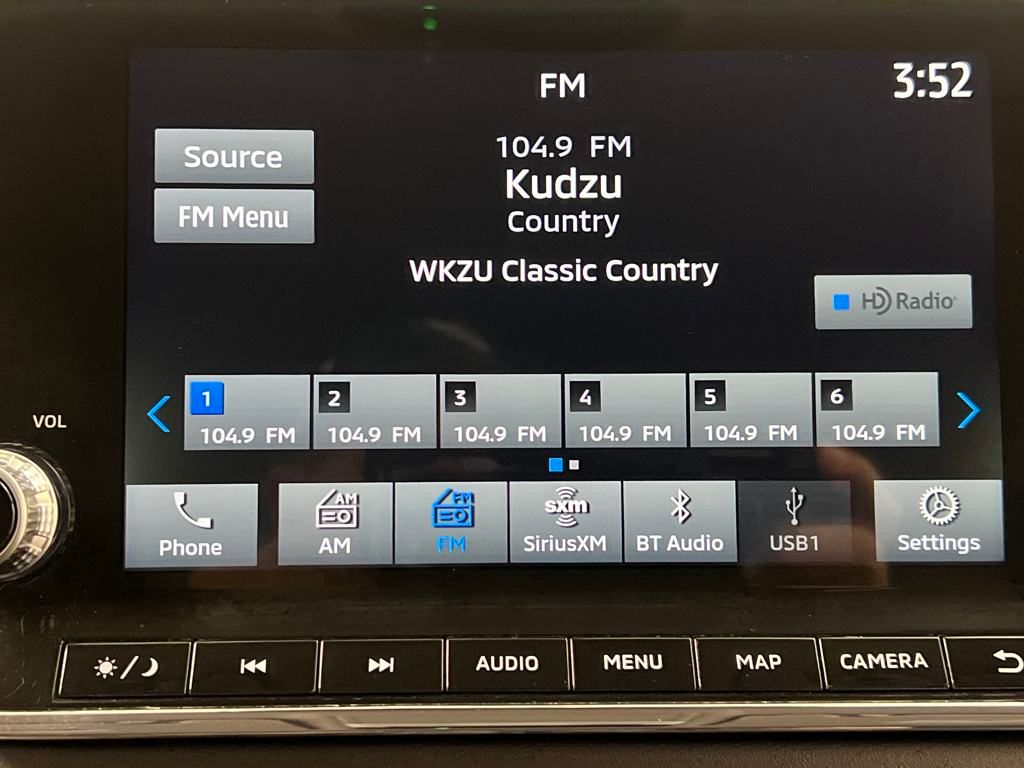 FM
3:52
Source
104.9 FM
FM Menu
Kudzu
Country
WKZU Classic Country
HD Radio
1 2 3 4 5 6
104.9 FM 104.9 FM 104.9 FM 104.9 FM 104.9 FM 104.9 FM
VOL
AM FM sxm
Phone AM FM SiriusXM BT Audio USB1 Settings
AUDIO MENU MAP CAMERA